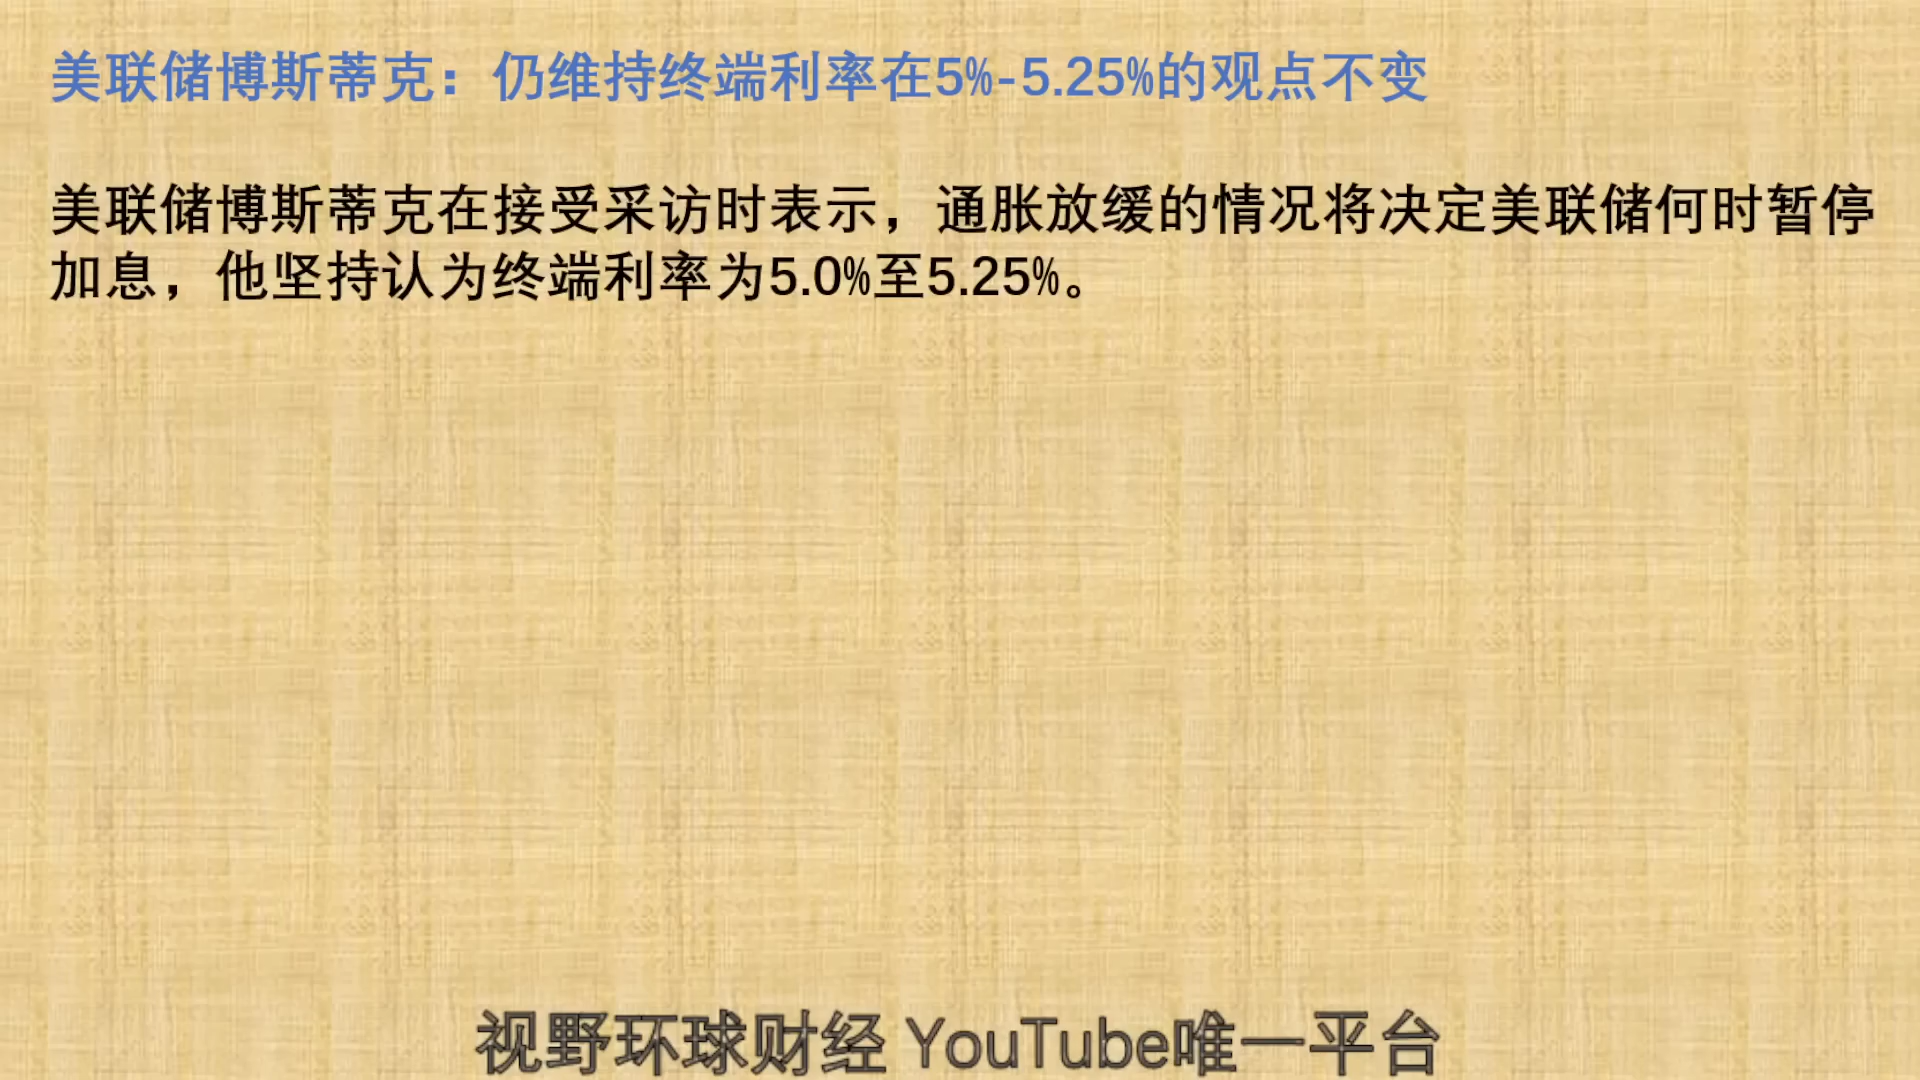 美联储博斯蒂克：仍维持终端利率在5%-5.25%的观点不变
美联储博斯蒂克在接受采访时表示，通胀放缓的情况将决定美联储何时暂停
加息，他坚持认为终端利率为5.0%至5.25%。
视野环球财经 YouTube唯一平台